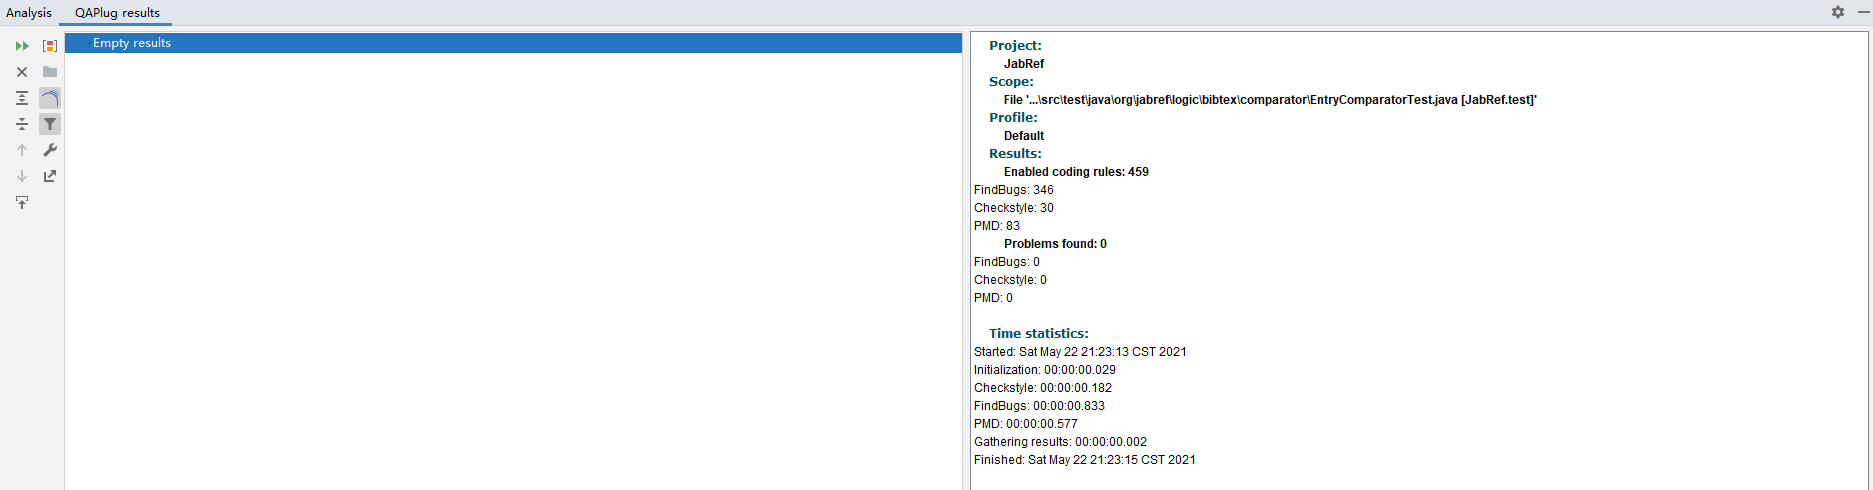 Analysis QAPlug results
Empty results
Project:
JabRef
Scope:
File '...\src\test\java\org\jabref\logic\bibtex\comparator\EntryComparatorTest.java [JabRef.test]'
Profile:
Default
Results:
Enabled coding rules: 459
FindBugs: 346
Checkstyle: 30
PMD: 83
Problems found: 0
FindBugs: 0
Checkstyle: 0
PMD: 0
Time statistics:
Started: Sat May 22 21:23:13 CST 2021
Initialization: 00:00:00.029
Checkstyle: 00:00:00.182
FindBugs: 00:00:00.833
PMD: 00:00:00.577
Gathering results: 00:00:00.002
Finished: Sat May 22 21:23:15 CST 2021